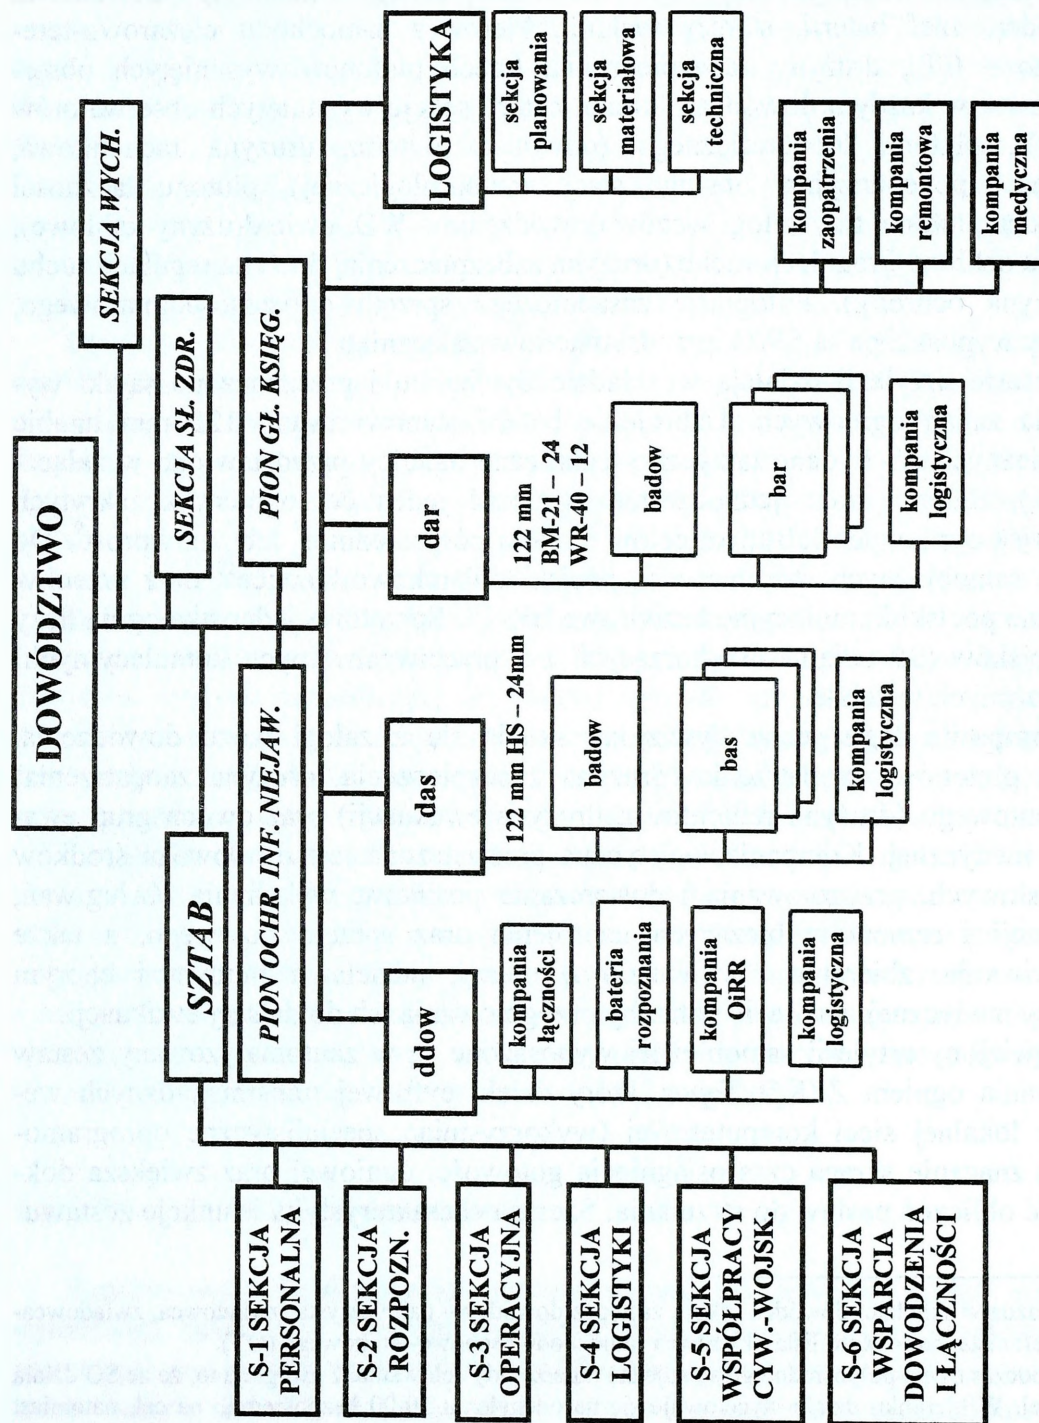 DOWÓDZTWO
SZTAB
SEKCJA WYCH.
SEKCJA SŁ. ZDR.
PION OCHR. INF. NIEJAW.
PION GŁ. KSIĘG.
S-1 SEKCJA
PERSONALNA
S-2 SEKCJA
ROZPOZN.
S-3 SEKCJA
OPERACYJNA
S-4 SEKCJA
LOGISTYKI
S-5 SEKCJA
WSPÓŁPRACY
CYW.-WOJSK.
S-6 SEKCJA
WSPARCIA
DOWODZENIA
I ŁĄCZNOŚCI
ddow
kompania
łączności
bateria
rozpoznania
kompania
OiRR
kompania
logistyczna
das
122 mm HS – 24mm
badow
bas
kompania
logistyczna
dar
122 mm
BM-21 – 24
WR-40 – 12
badow
bar
kompania
logistyczna
LOGISTYKA
sekcja
planowania
sekcja
materiałowa
sekcja
techniczna
kompania
zaopatrzenia
kompania
remontowa
kompania
medyczna